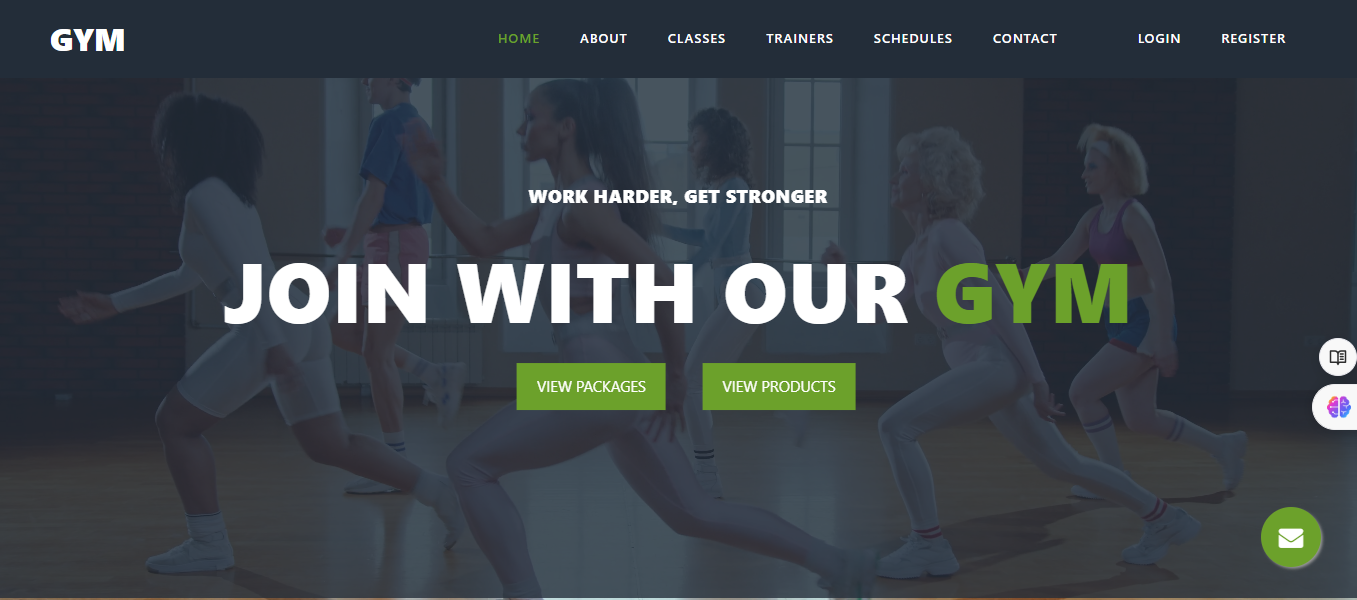 GYM
HOME ABOUT CLASSES TRAINERS SCHEDULES CONTACT LOGIN REGISTER
WORK HARDER, GET STRONGER
JOIN WITH OUR GYM
VIEW PACKAGES VIEW PRODUCTS